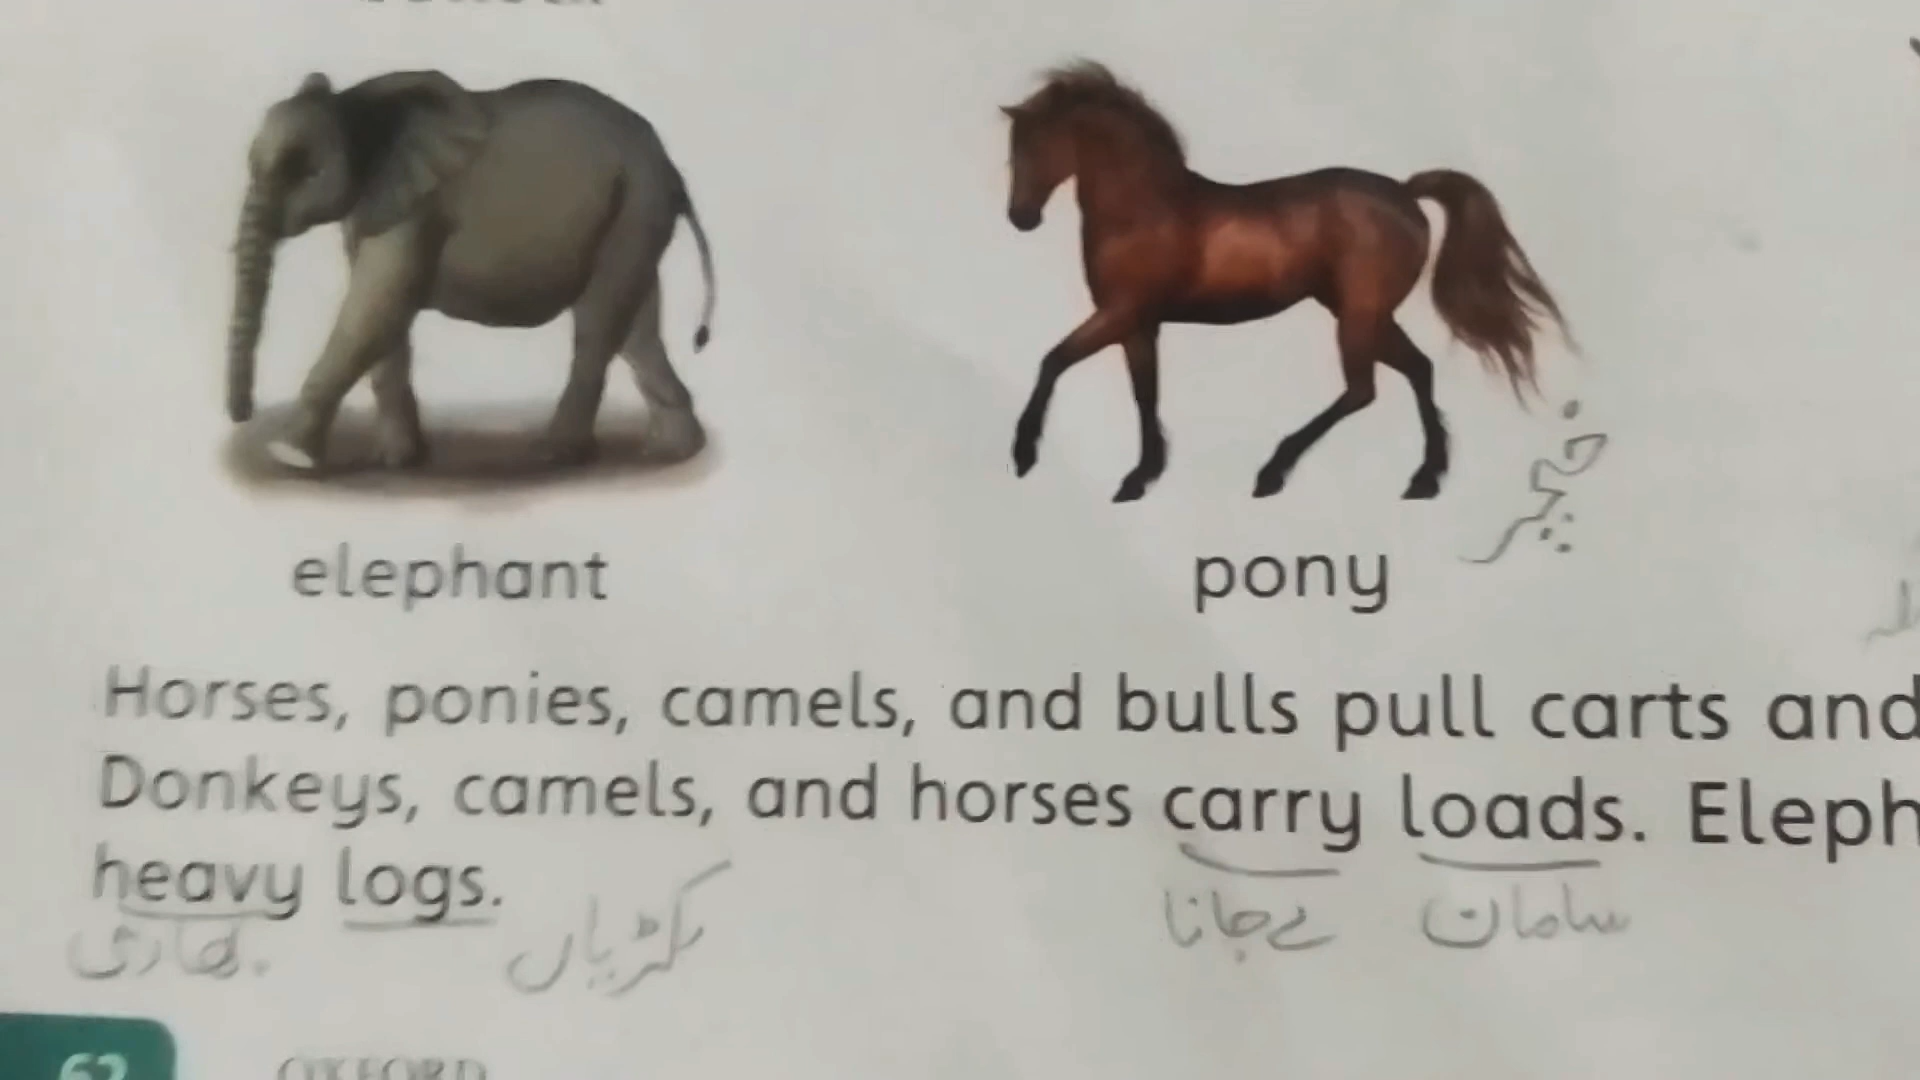 elephant
pony
خچر
Horses, ponies, camels, and bulls pull carts and
Donkeys, camels, and horses carry loads. Eleph
heavy logs.
بھاری
لکڑیاں
لے جانا
سامان
62
OXFORD